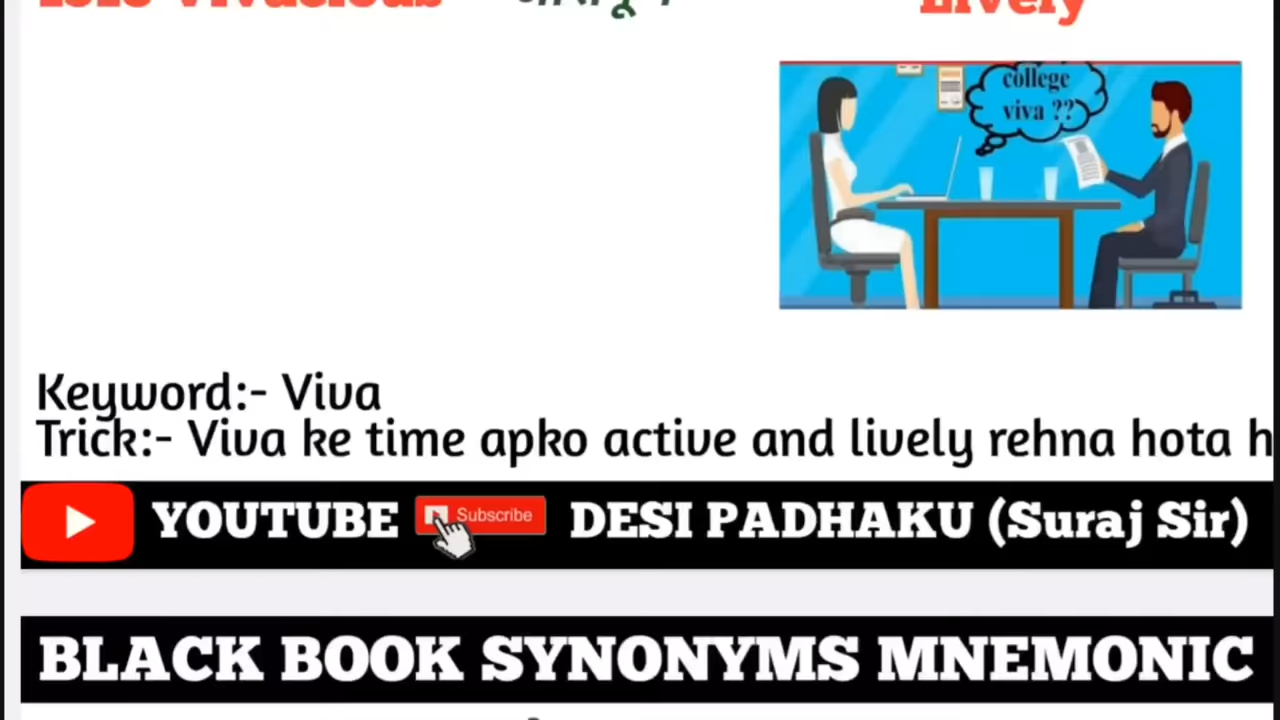 Vivacious Lively
college
viva ??
Keyword:- Viva
Trick:- Viva ke time apko active and lively rehna hota h
YOUTUBE Subscribe DESI PADHAKU (Suraj Sir)
BLACK BOOK SYNONYMS MNEMONIC